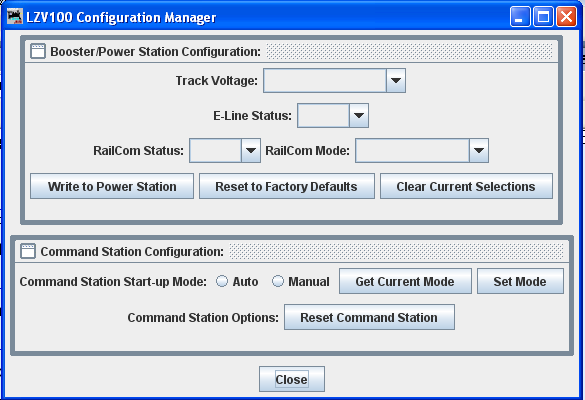 LZV100 Configuration Manager
Booster/Power Station Configuration:
Track Voltage:
E-Line Status:
RailCom Status: RailCom Mode:
Write to Power Station Reset to Factory Defaults Clear Current Selections
Command Station Configuration:
Command Station Start-up Mode: Auto Manual Get Current Mode Set Mode
Command Station Options: Reset Command Station
Close